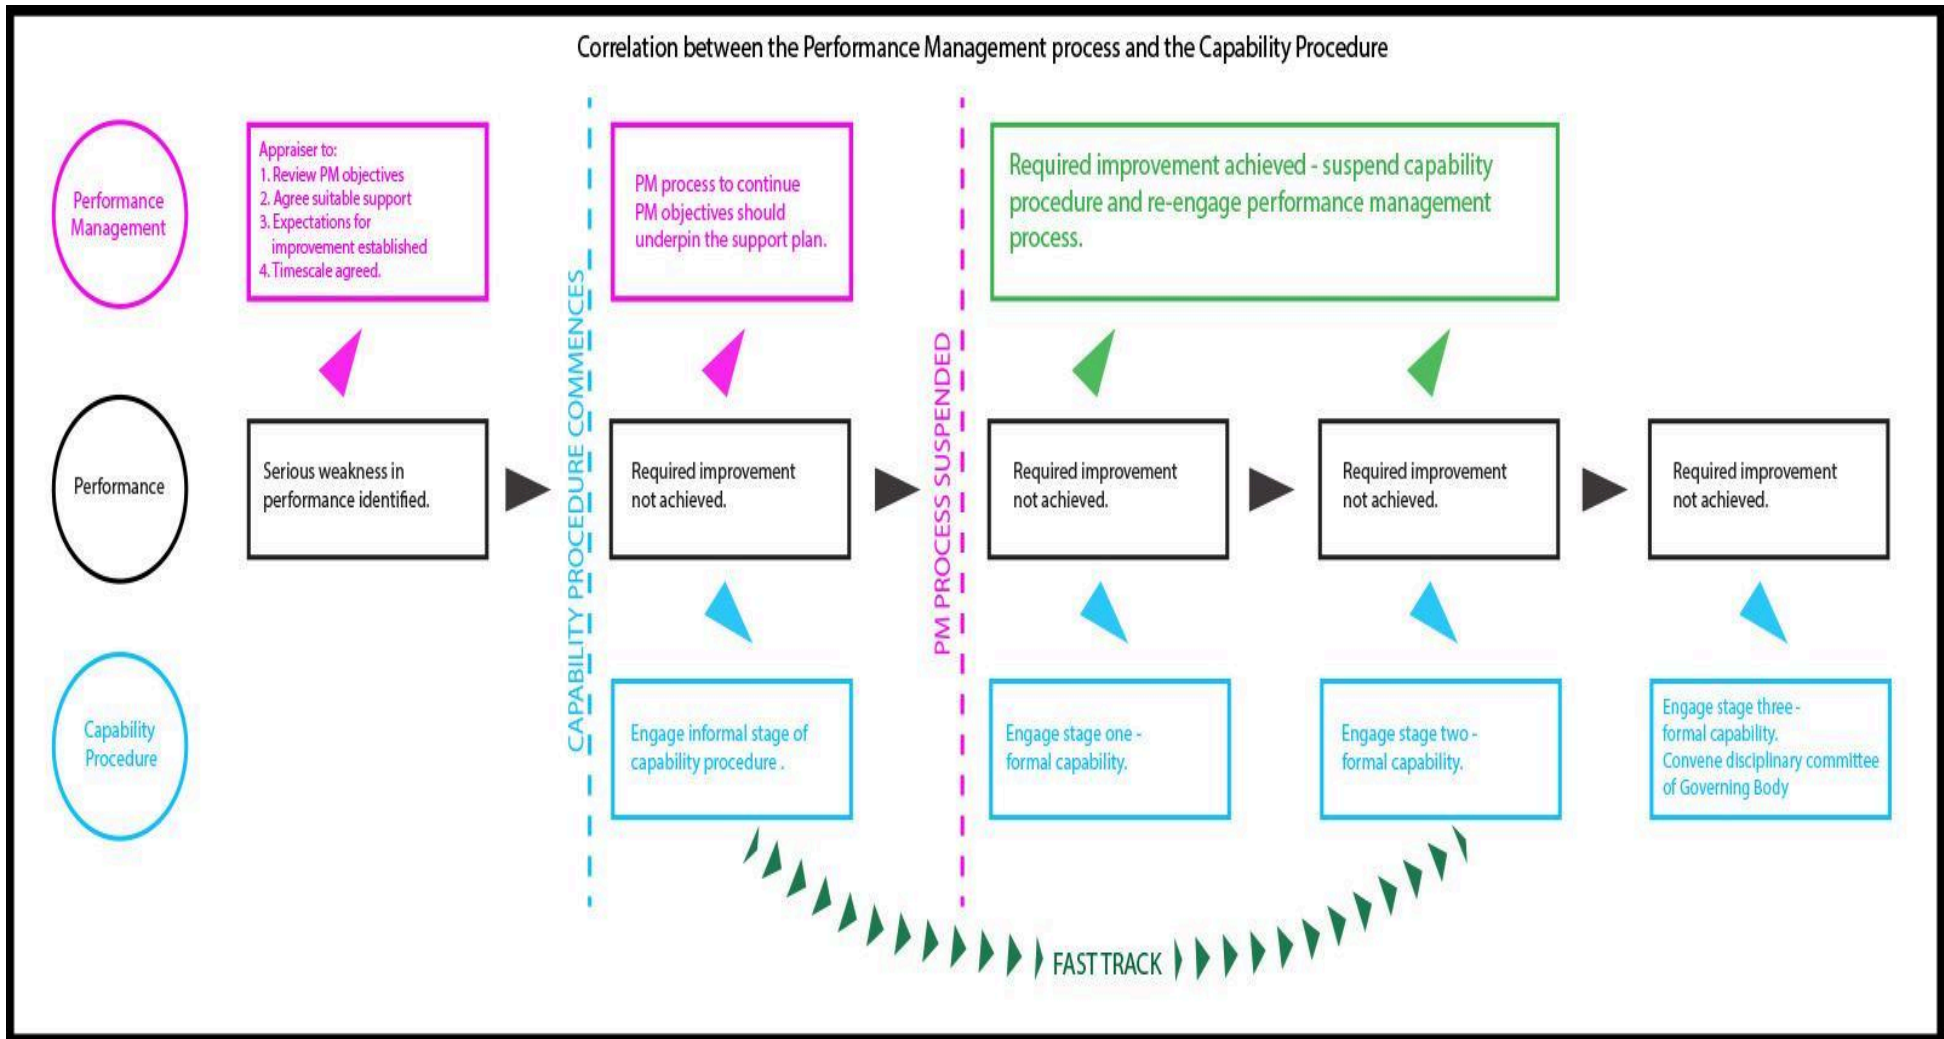 Correlation between the Performance Management process and the Capability Procedure
Performance
Management
Appraiser to:
1. Review PM objectives
2. Agree suitable support
3. Expectations for
improvement established
4. Timescale agreed.
CAPABILITY PROCEDURE COMMENCES
PM process to continue
PM objectives should
underpin the support plan.
PM PROCESS SUSPENDED
Required improvement achieved - suspend capability
procedure and re-engage performance management
process.
Performance
Serious weakness in
performance identified.
Required improvement
not achieved.
Required improvement
not achieved.
Required improvement
not achieved.
Required improvement
not achieved.
Capability
Procedure
Engage informal stage of
capability procedure .
Engage stage one -
formal capability.
Engage stage two -
formal capability.
Engage stage three -
formal capability.
Convene disciplinary committee
of Governing Body
FAST TRACK